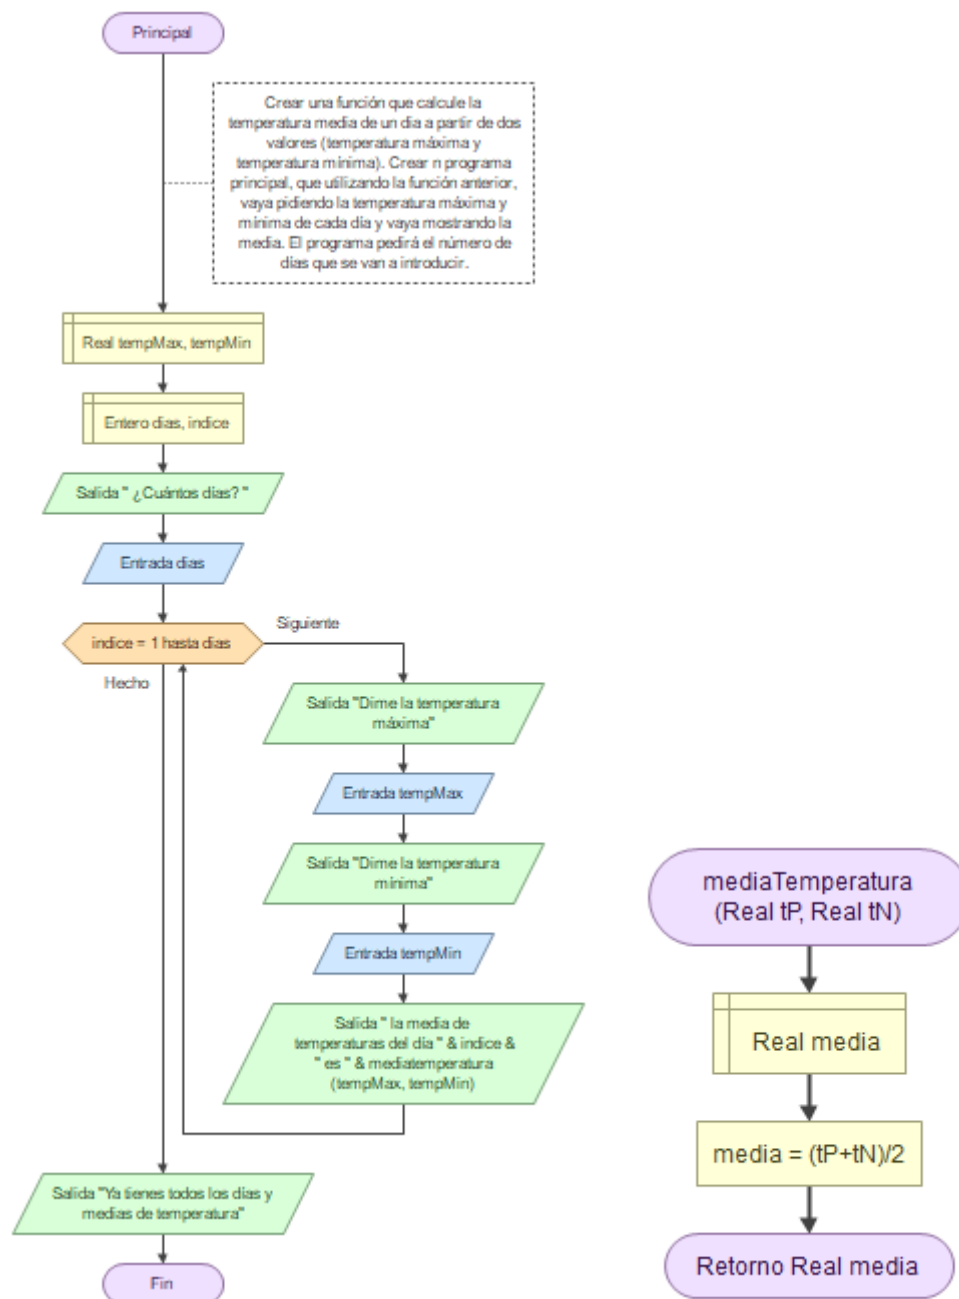 Principal
Crear una función que calcule la
temperatura media de un dia a partir de dos
valores (temperatura máxima y
temperatura mínima). Crear n programa
principal, que utilizando la función anterior,
vaya pidiendo la temperatura máxima y
mínima de cada día y vaya mostrando la
media. El programa pedirá el número de
días que se van a introducir.
Real tempMax, tempMin
Entero dias, indice
Salida " ¿Cuántos días? "
Entrada dias
indice = 1 hasta dias
Siguiente
Hecho
Salida "Dime la temperatura
máxima"
Entrada tempMax
Salida "Dime la temperatura
mínima"
Entrada tempMin
Salida " la media de
temperaturas del día " & indice &
" es " & mediatemperatura
(tempMax, tempMin)
Salida "Ya tienes todos los días y
medias de temperatura"
Fin
mediaTemperatura
(Real tP, Real tN)
Real media
media = (tP+tN)/2
Retorno Real media